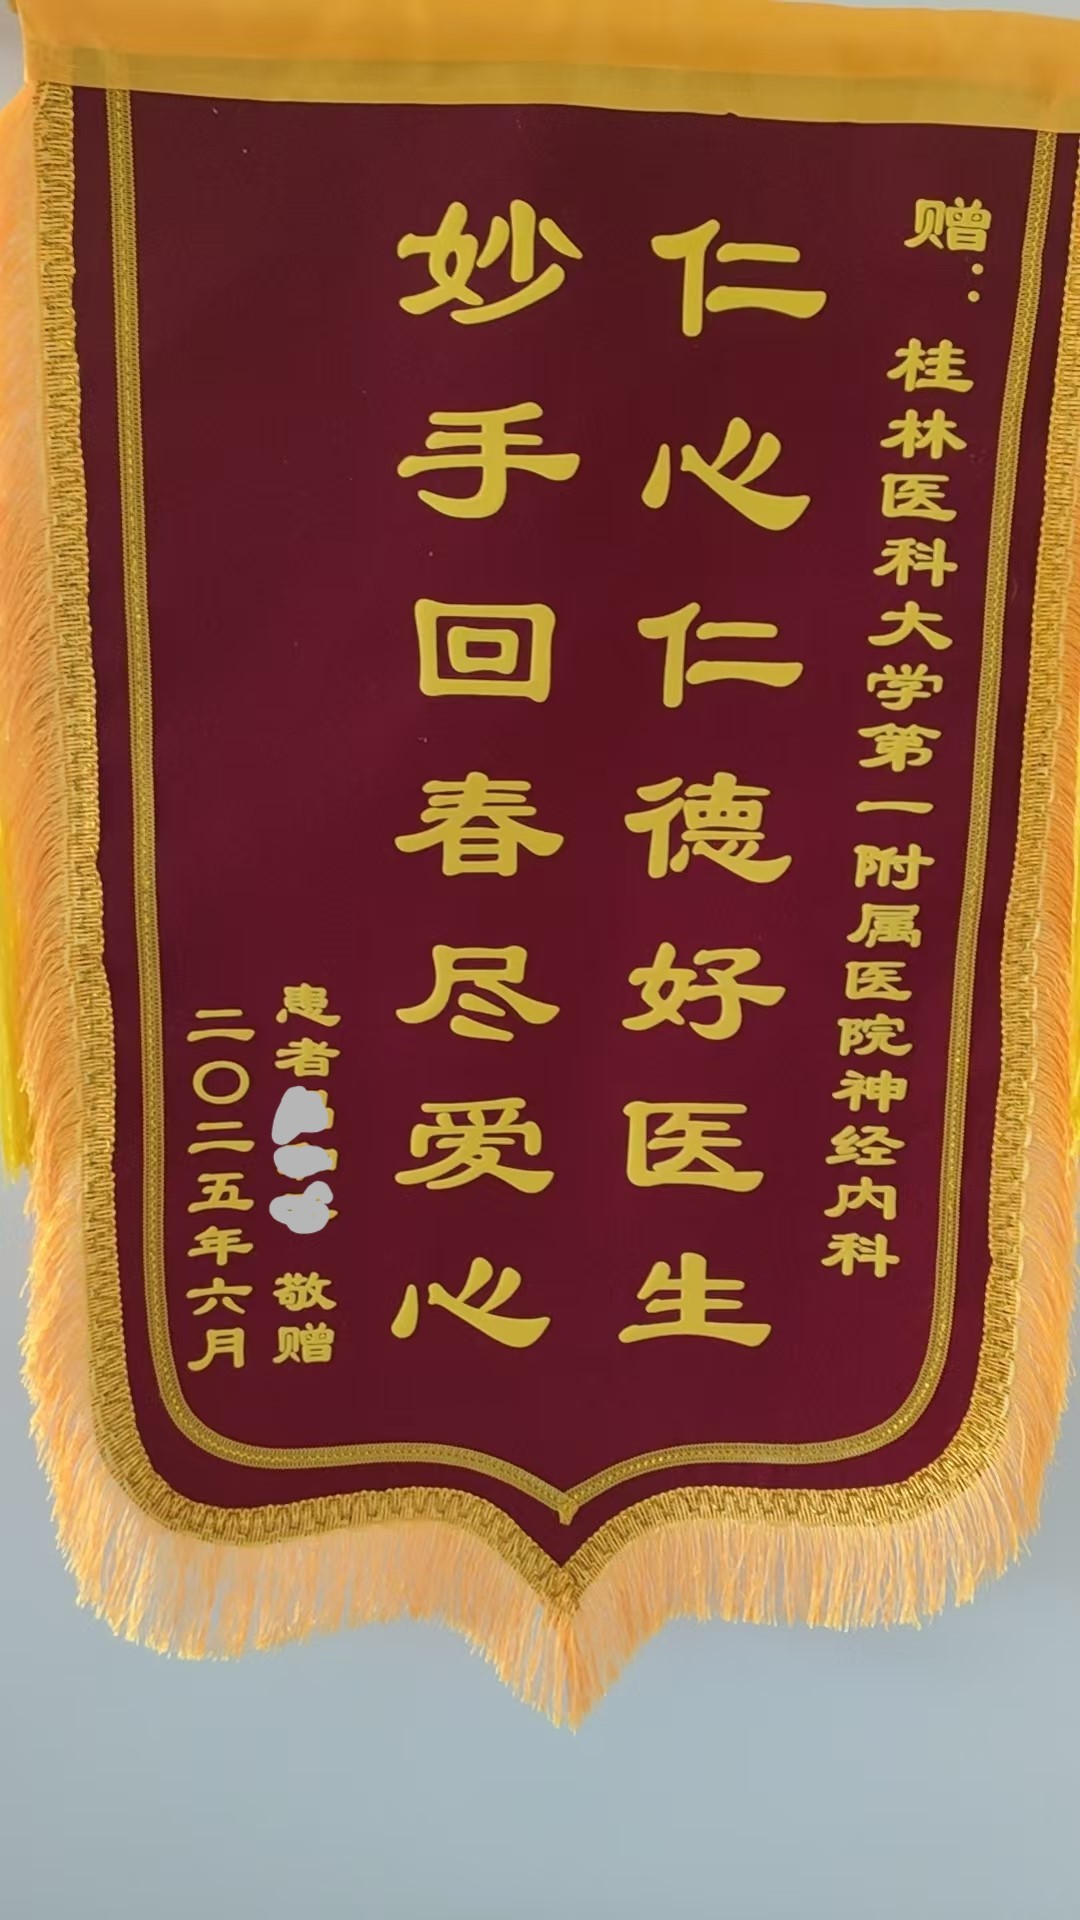 赠：桂林医科大学第一附属医院神经内科
仁心仁德好医生
妙手回春尽爱心
患者 敬赠
二〇二五年六月